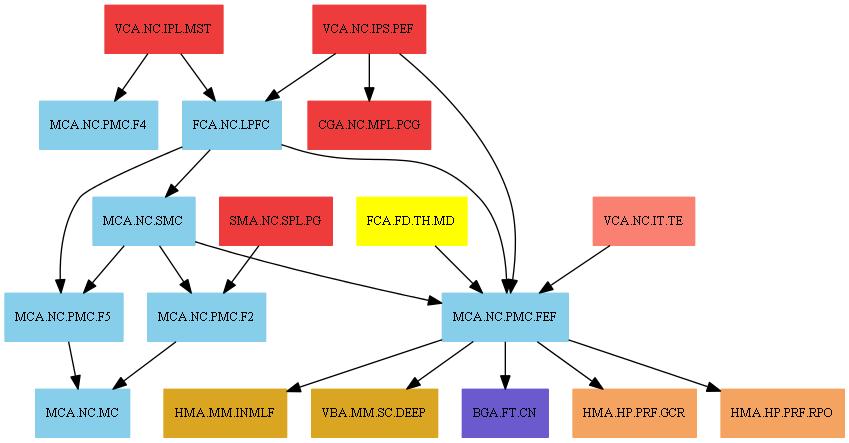 VCA.NC.IPL.MST
VCA.NC.IPS.PEF
MCA.NC.PMC.F4
FCA.NC.LPFC
CGA.NC.MPL.PCG
MCA.NC.SMC
SMA.NC.SPL.PG
FCA.FD.TH.MD
VCA.NC.IT.TE
MCA.NC.PMC.F5
MCA.NC.PMC.F2
MCA.NC.PMC.FEF
MCA.NC.MC
HMA.MM.INMLF
VBA.MM.SC.DEEP
BGA.FT.CN
HMA.HP.PRF.GCR
HMA.HP.PRF.RPO